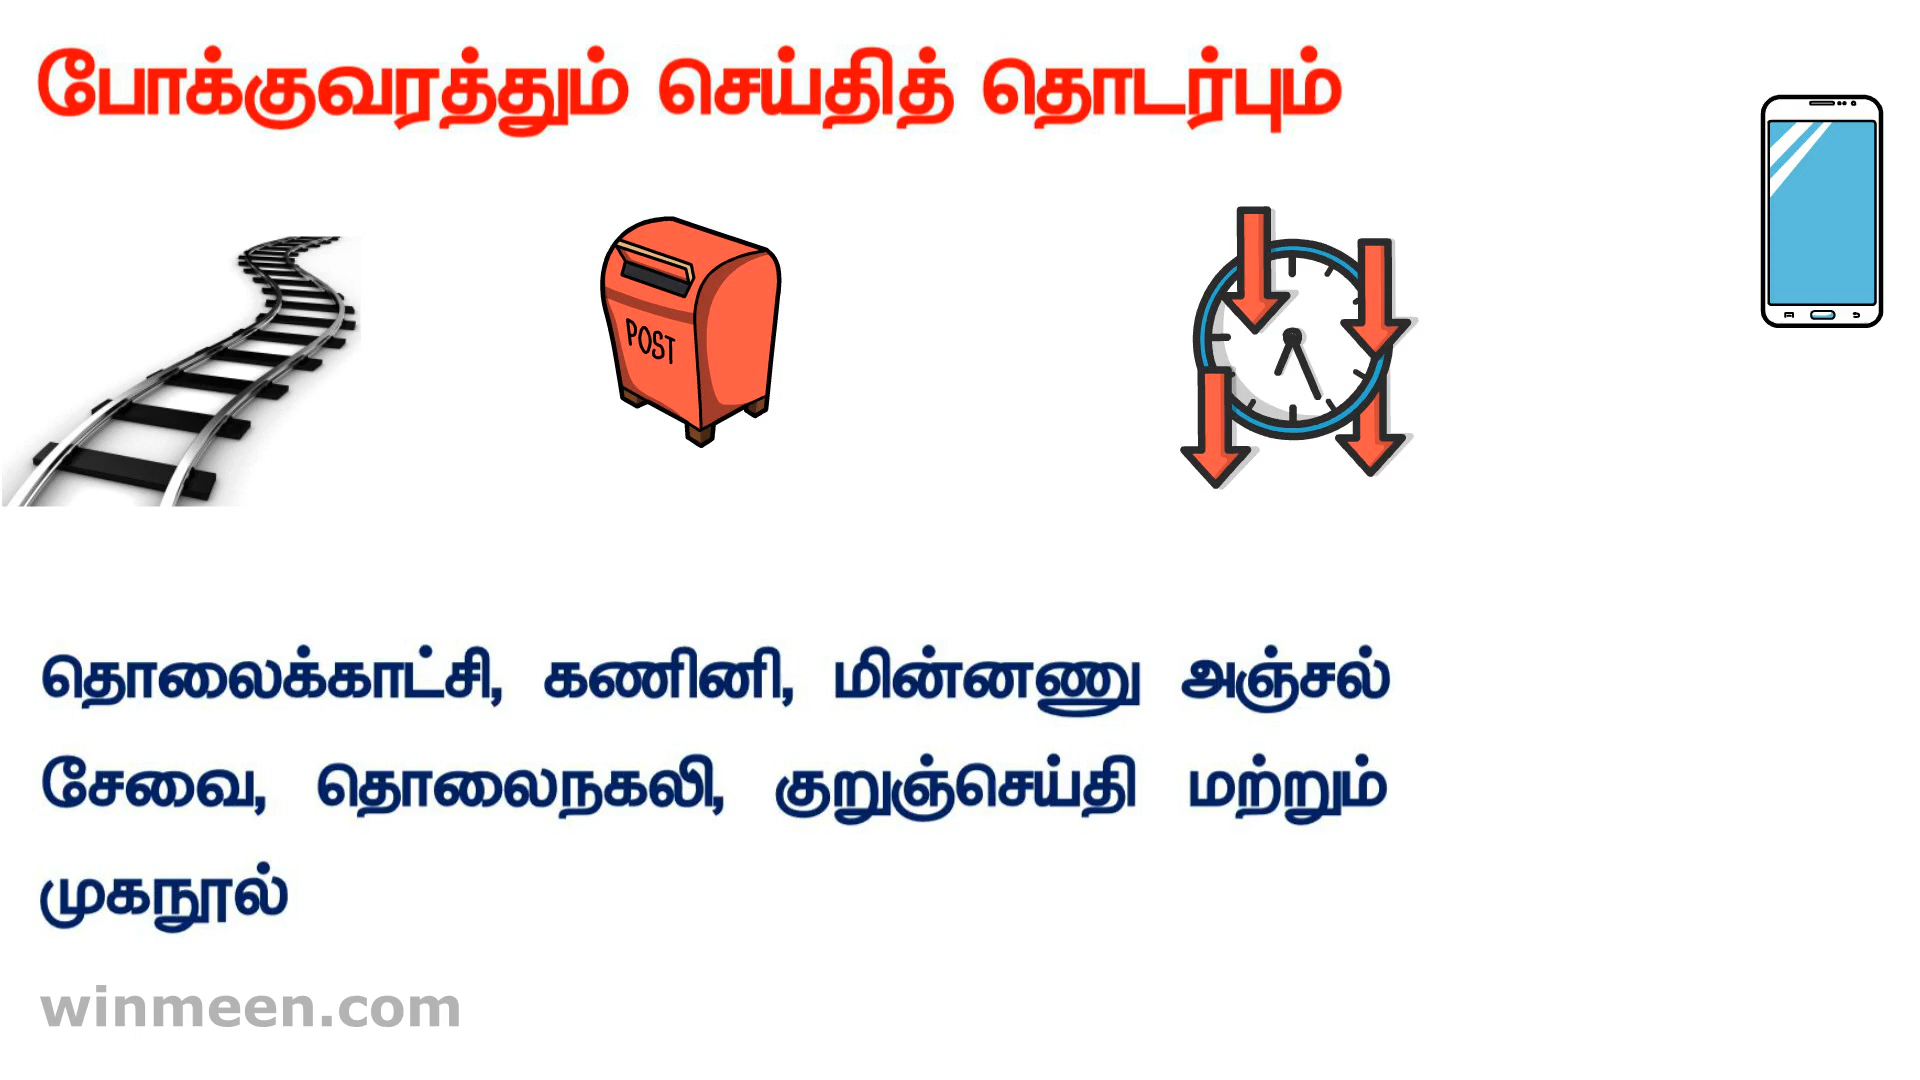 போக்குவரத்தும் செய்தித் தொடர்பும்
POST
தொலைக்காட்சி, கணினி, மின்னணு அஞ்சல்
சேவை, தொலைநகலி, குறுஞ்செய்தி மற்றும்
முகநூல்
winmeen.com